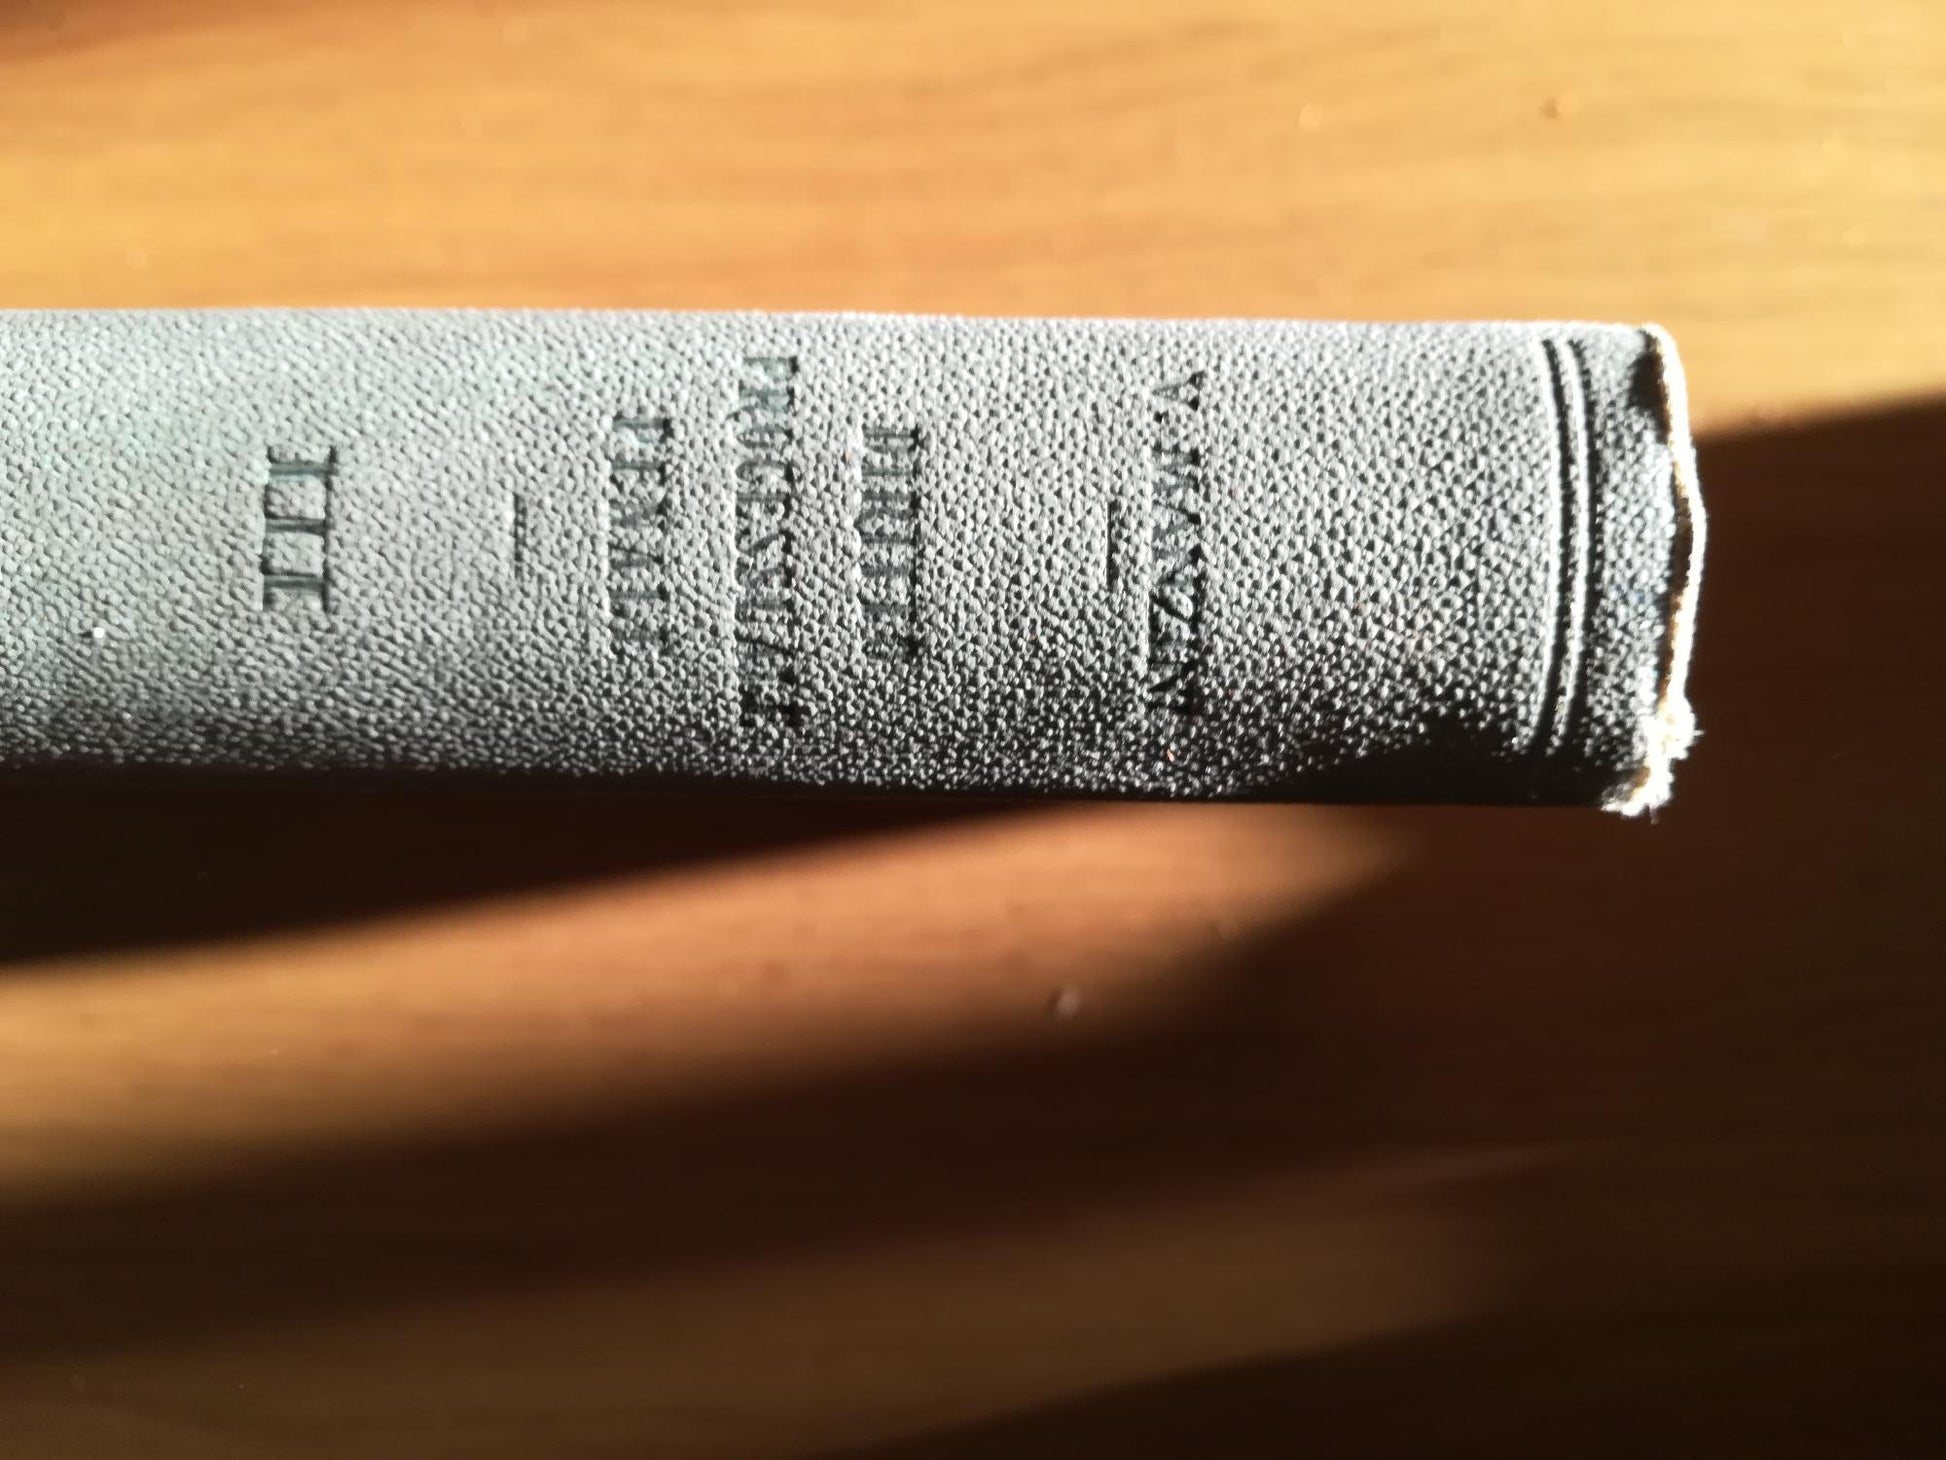 V. MANZINI
DIRITTO
PROCESSUALE
PENALE
III